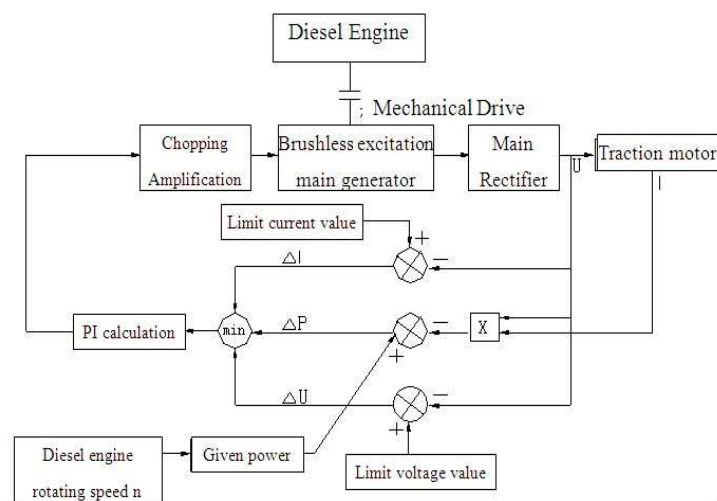 Diesel Engine
; Mechanical Drive
Chopping
Amplification
Brushless excitation
main generator
Main
Rectifier
U
Traction motor
I
Limit current value
+
−
△I
PI calculation
min
△P
−
+
X
△U
−
+
Diesel engine
rotating speed n
Given power
Limit voltage value